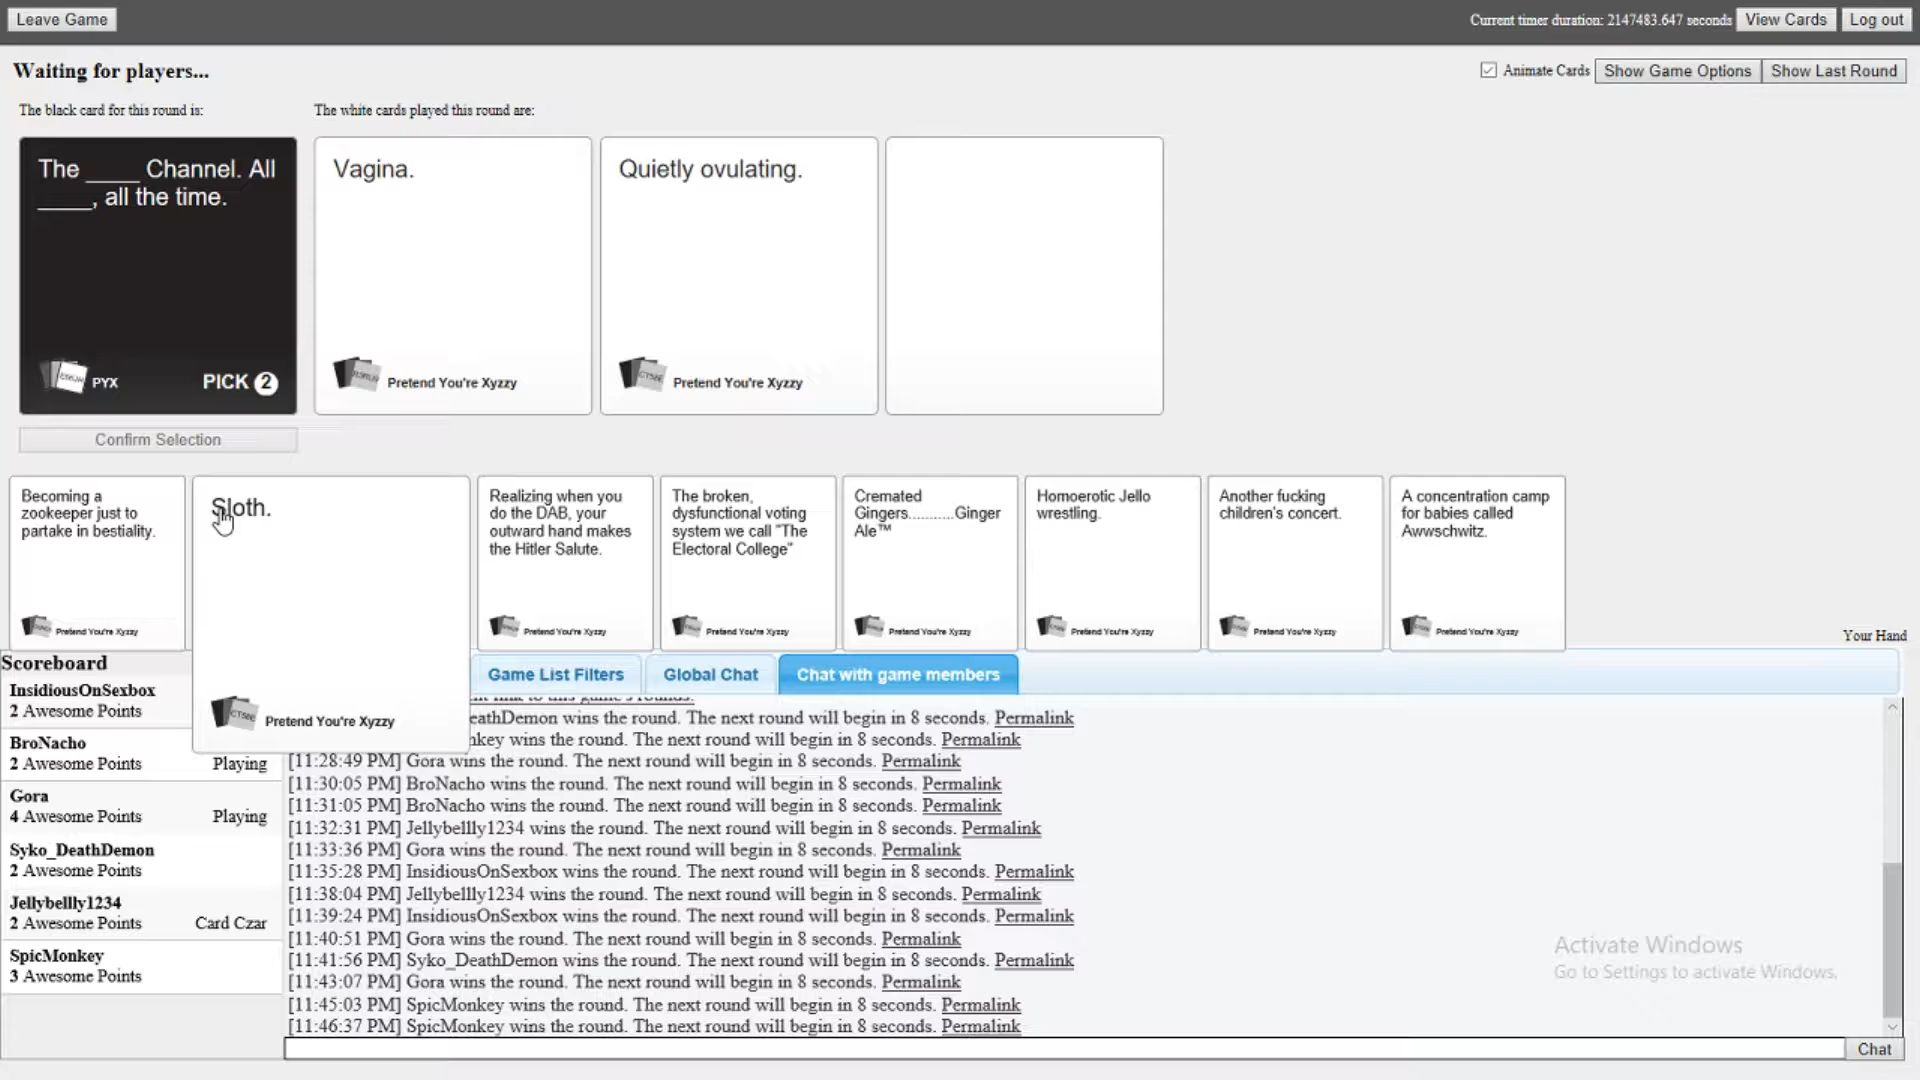 Leave Game
Current timer duration: 2147483.647 seconds
View Cards
Log out
Waiting for players...
Animate Cards
Show Game Options
Show Last Round
The black card for this round is:
The white cards played this round are:
The ____ Channel. All
____, all the time.
PYX
PICK 2
Vagina.
Pretend You're Xyzzy
Quietly ovulating.
Pretend You're Xyzzy
Confirm Selection
Becoming a
zookeeper just to
partake in bestiality.
Pretend You're Xyzzy
Sloth.
Pretend You're Xyzzy
Realizing when you
do the DAB, your
outward hand makes
the Hitler Salute.
Pretend You're Xyzzy
The broken,
dysfunctional voting
system we call "The
Electoral College"
Pretend You're Xyzzy
Cremated
Gingers...........Ginger
Ale™
Pretend You're Xyzzy
Homoerotic Jello
wrestling.
Pretend You're Xyzzy
Another fucking
children's concert.
Pretend You're Xyzzy
A concentration camp
for babies called
Awwschwitz.
Pretend You're Xyzzy
Your Hand
Scoreboard
InsidiousOnSexbox
2 Awesome Points
BroNacho
2 Awesome Points
Playing
Gora
4 Awesome Points
Playing
Syko_DeathDemon
2 Awesome Points
Jellybellly1234
2 Awesome Points
Card Czar
SpicMonkey
3 Awesome Points
Game List Filters
Global Chat
Chat with game members
eathDemon wins the round. The next round will begin in 8 seconds. Permalink
nkey wins the round. The next round will begin in 8 seconds. Permalink
[11:28:49 PM] Gora wins the round. The next round will begin in 8 seconds. Permalink
[11:30:05 PM] BroNacho wins the round. The next round will begin in 8 seconds. Permalink
[11:31:05 PM] BroNacho wins the round. The next round will begin in 8 seconds. Permalink
[11:32:31 PM] Jellybellly1234 wins the round. The next round will begin in 8 seconds. Permalink
[11:33:36 PM] Gora wins the round. The next round will begin in 8 seconds. Permalink
[11:35:28 PM] InsidiousOnSexbox wins the round. The next round will begin in 8 seconds. Permalink
[11:38:04 PM] Jellybellly1234 wins the round. The next round will begin in 8 seconds. Permalink
[11:39:24 PM] InsidiousOnSexbox wins the round. The next round will begin in 8 seconds. Permalink
[11:40:51 PM] Gora wins the round. The next round will begin in 8 seconds. Permalink
[11:41:56 PM] Syko_DeathDemon wins the round. The next round will begin in 8 seconds. Permalink
[11:43:07 PM] Gora wins the round. The next round will begin in 8 seconds. Permalink
[11:45:03 PM] SpicMonkey wins the round. The next round will begin in 8 seconds. Permalink
[11:46:37 PM] SpicMonkey wins the round. The next round will begin in 8 seconds. Permalink
Activate Windows
Go to Settings to activate Windows.
Chat